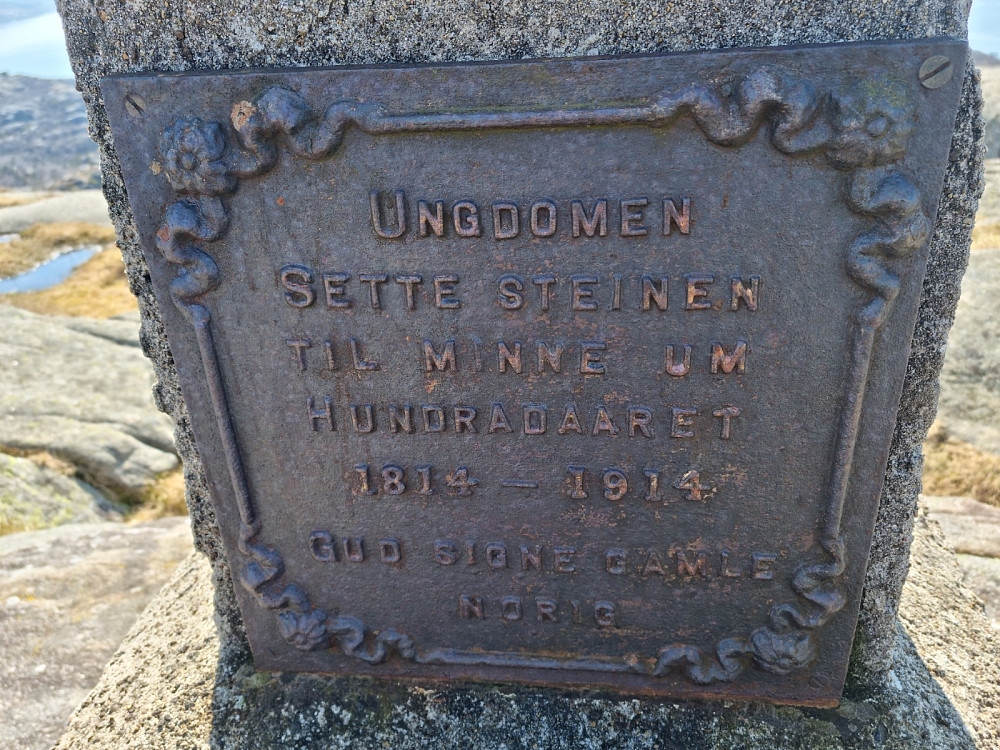 UNGDOMEN
SETTE STEINEN
TIL MINNE UM
HUNDRADAARET
1814 – 1914
GUD SIGNE GAMLE
NORIG